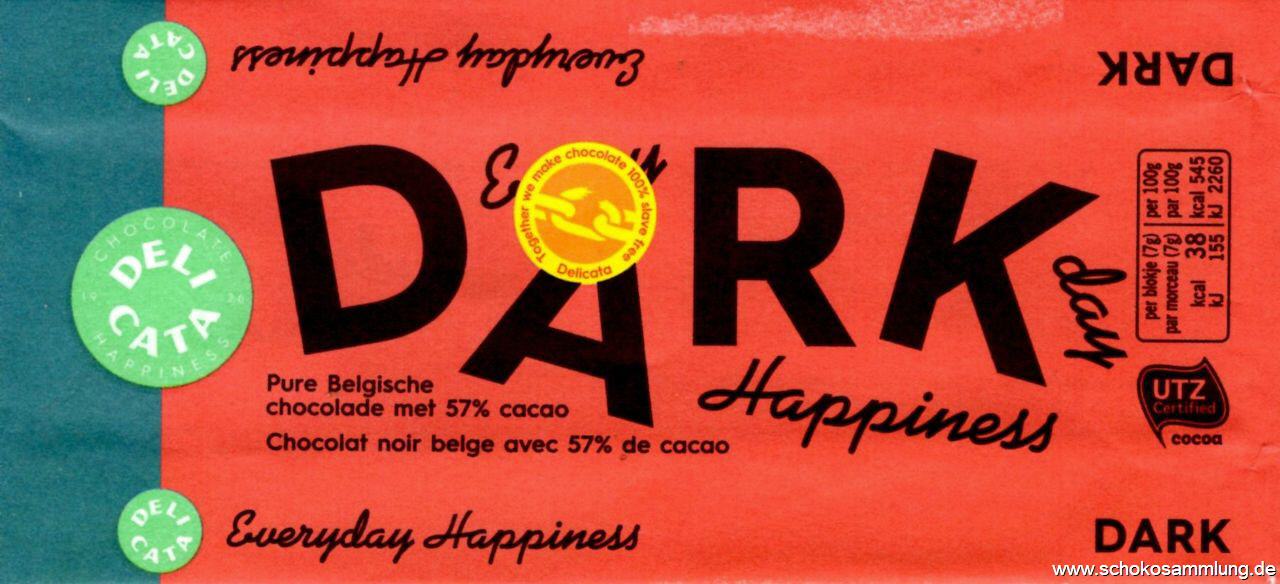 DELI
CATA
Everyday Happiness
DARK
DARK
E y
day
Happiness
Together we make chocolate 100% slave free
Delicata
CHOCOLATE
DELI
CATA
19 26
HAPPINESS
Pure Belgische
chocolade met 57% cacao
Chocolat noir belge avec 57% de cacao
per blokje (7g) per 100g
par morceau (7g) par 100g
kcal 38 kcal 545
kJ 155 kJ 2260
UTZ
Certified
cocoa
DELI
CATA
Everyday Happiness
DARK
www.schokosammlung.de